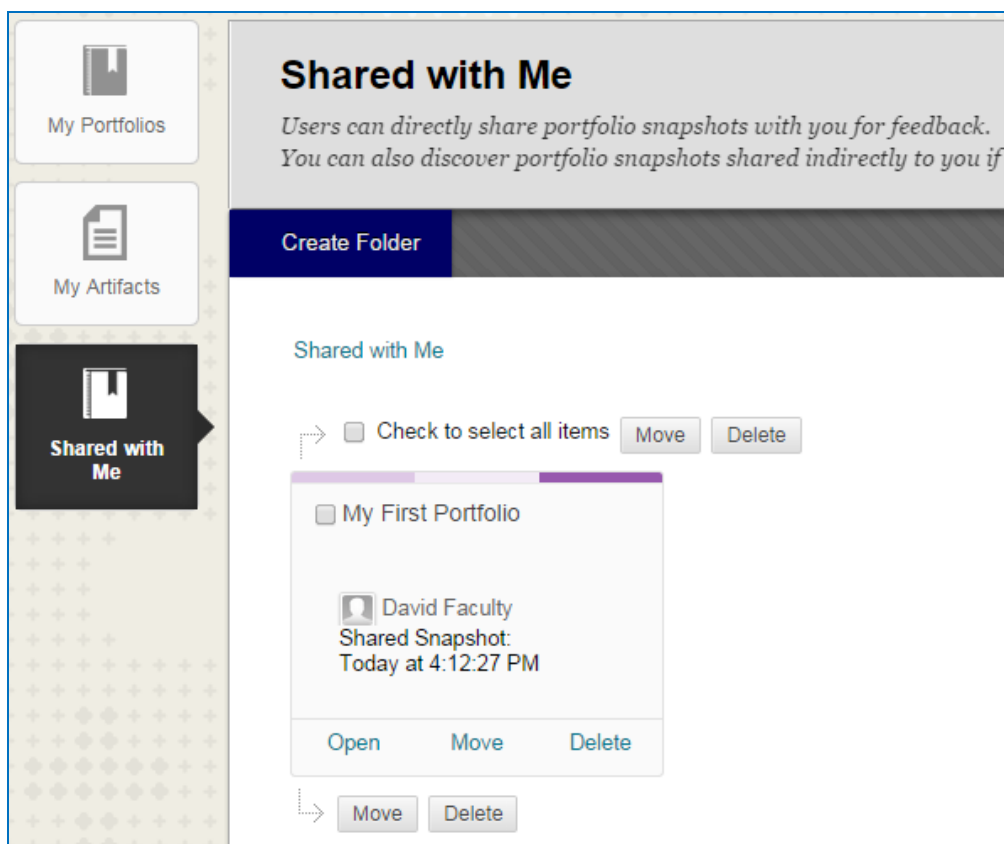 My Portfolios
My Artifacts
Shared with
Me
Shared with Me
Users can directly share portfolio snapshots with you for feedback.
You can also discover portfolio snapshots shared indirectly to you if
Create Folder
Shared with Me
Check to select all items Move Delete
My First Portfolio
David Faculty
Shared Snapshot:
Today at 4:12:27 PM
Open Move Delete
Move Delete